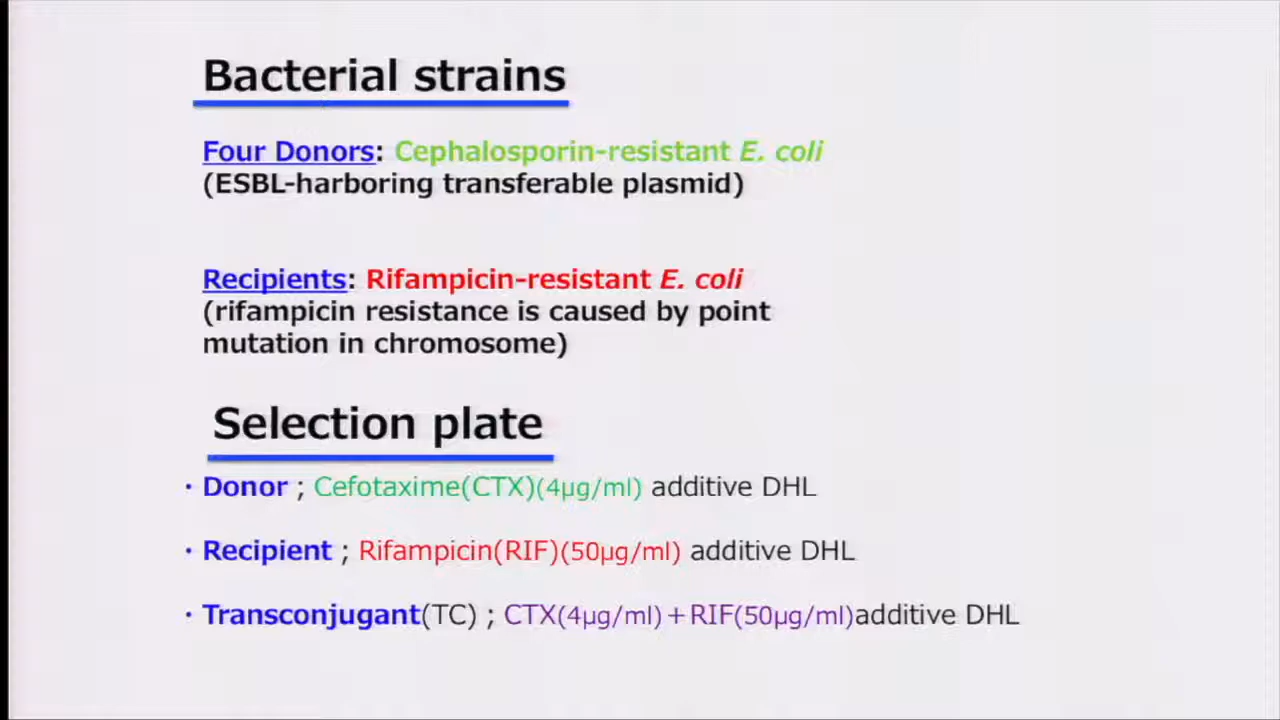 Bacterial strains
Four Donors: Cephalosporin-resistant E. coli
(ESBL-harboring transferable plasmid)
Recipients: Rifampicin-resistant E. coli
(rifampicin resistance is caused by point
mutation in chromosome)
Selection plate
・Donor ; Cefotaxime(CTX)(4μg/ml) additive DHL
・Recipient ; Rifampicin(RIF)(50μg/ml) additive DHL
・Transconjugant(TC) ; CTX(4μg/ml)+RIF(50μg/ml)additive DHL